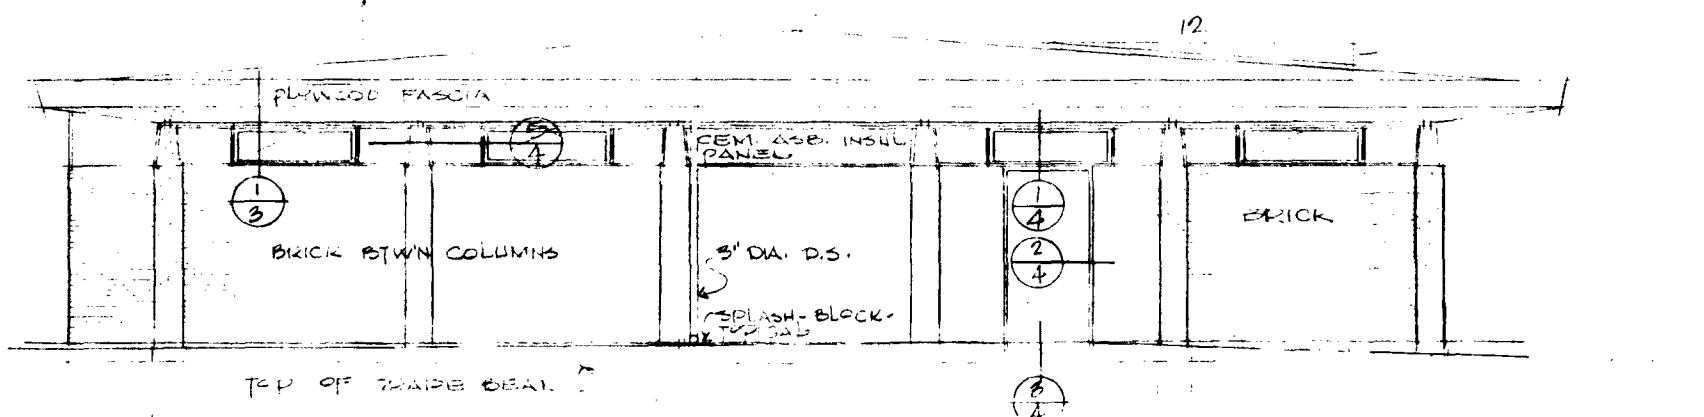 12
PLYWOOD FASCIA
5
4
CEM. ASB. INSUL.
PANEL
1
3
1
4
BRICK
BRICK BTW'N COLUMNS
3" DIA. D.S.
2
4
SPLASH-BLOCK-
TYPICAL
TOP OF GRADE BEAM
3
4